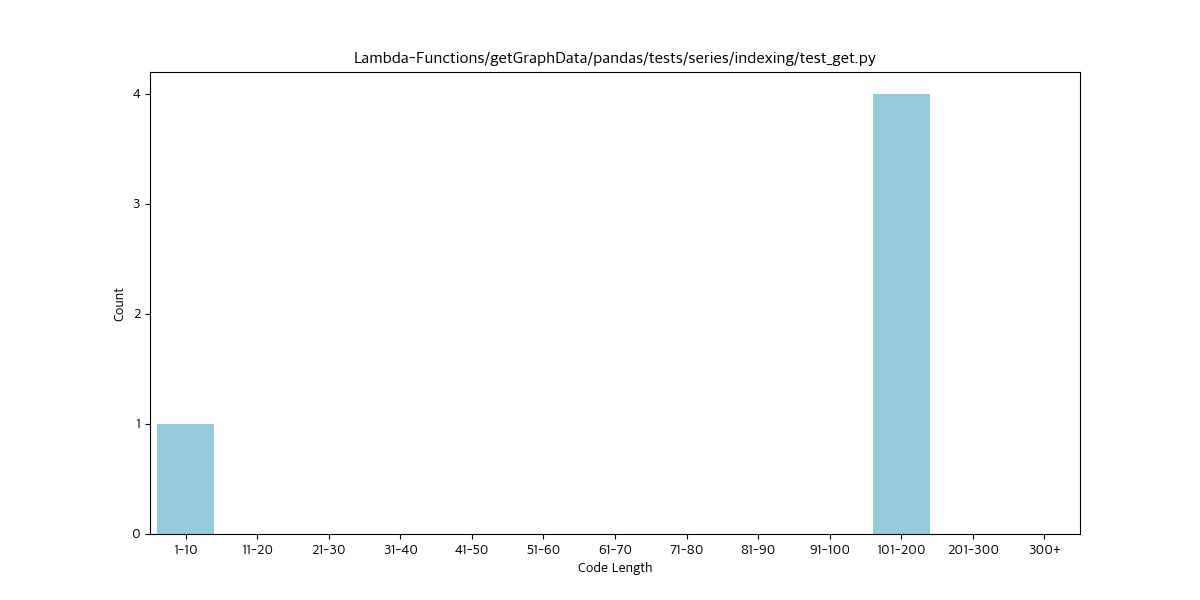 Lambda-Functions/getGraphData/pandas/tests/series/indexing/test_get.py
4
3
2
1
0
Count
1-10 11-20 21-30 31-40 41-50 51-60 61-70 71-80 81-90 91-100 101-200 201-300 300+
Code Length